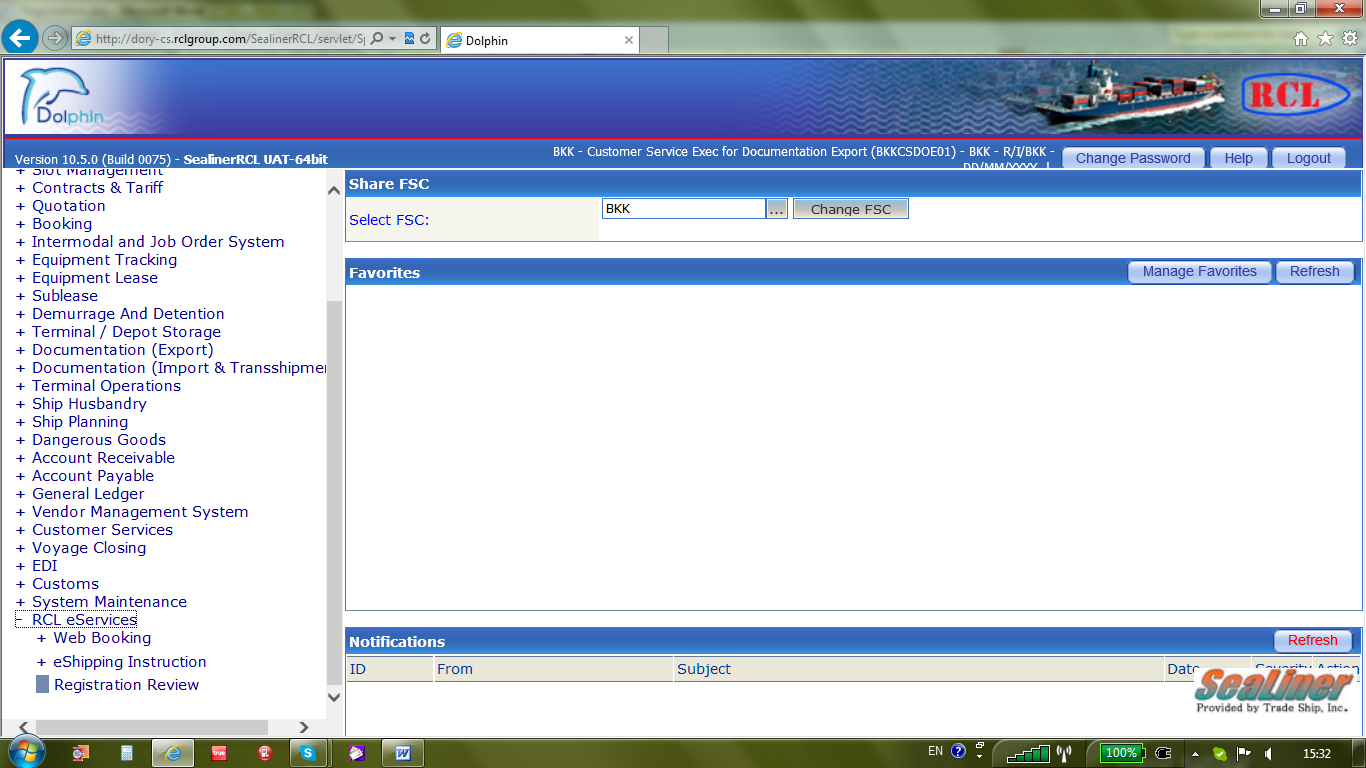 http://dory-cs.rclgroup.com/SealinerRCL/servlet/S
Dolphin
Dolphin
RCL
Version 10.5.0 (Build 0075) - SealinerRCL UAT-64bit
BKK - Customer Service Exec for Documentation Export (BKKCSDOE01) - BKK - R/I/BKK -
DD/MM/YYYY
Change Password
Help
Logout
Slot Management
+ Contracts & Tariff
+ Quotation
+ Booking
+ Intermodal and Job Order System
+ Equipment Tracking
+ Equipment Lease
+ Sublease
+ Demurrage And Detention
+ Terminal / Depot Storage
+ Documentation (Export)
+ Documentation (Import & Transshipmen
+ Terminal Operations
+ Ship Husbandry
+ Ship Planning
+ Dangerous Goods
+ Account Receivable
+ Account Payable
+ General Ledger
+ Vendor Management System
+ Customer Services
+ Voyage Closing
+ EDI
+ Customs
+ System Maintenance
- RCL eServices
+ Web Booking
+ eShipping Instruction
Registration Review
Share FSC
Select FSC:
BKK
...
Change FSC
Favorites
Manage Favorites
Refresh
Notifications
Refresh
ID From Subject Date Severity Action
SeaLiner
Provided by Trade Ship, Inc.
EN
100%
15:32